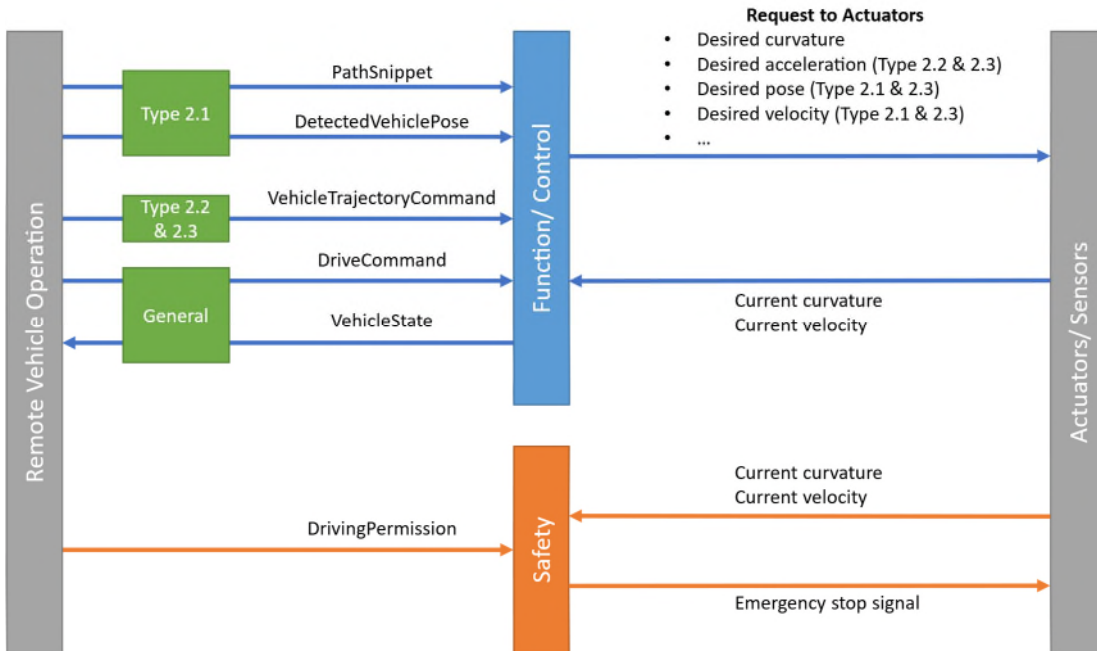 Request to Actuators
• Desired curvature
• Desired acceleration (Type 2.2 & 2.3)
• Desired pose (Type 2.1 & 2.3)
• Desired velocity (Type 2.1 & 2.3)
• ...
Remote Vehicle Operation
Type 2.1
PathSnippet
DetectedVehiclePose
Type 2.2
& 2.3
VehicleTrajectoryCommand
General
DriveCommand
VehicleState
Function/ Control
Current curvature
Current velocity
Actuators/ Sensors
DrivingPermission
Safety
Current curvature
Current velocity
Emergency stop signal